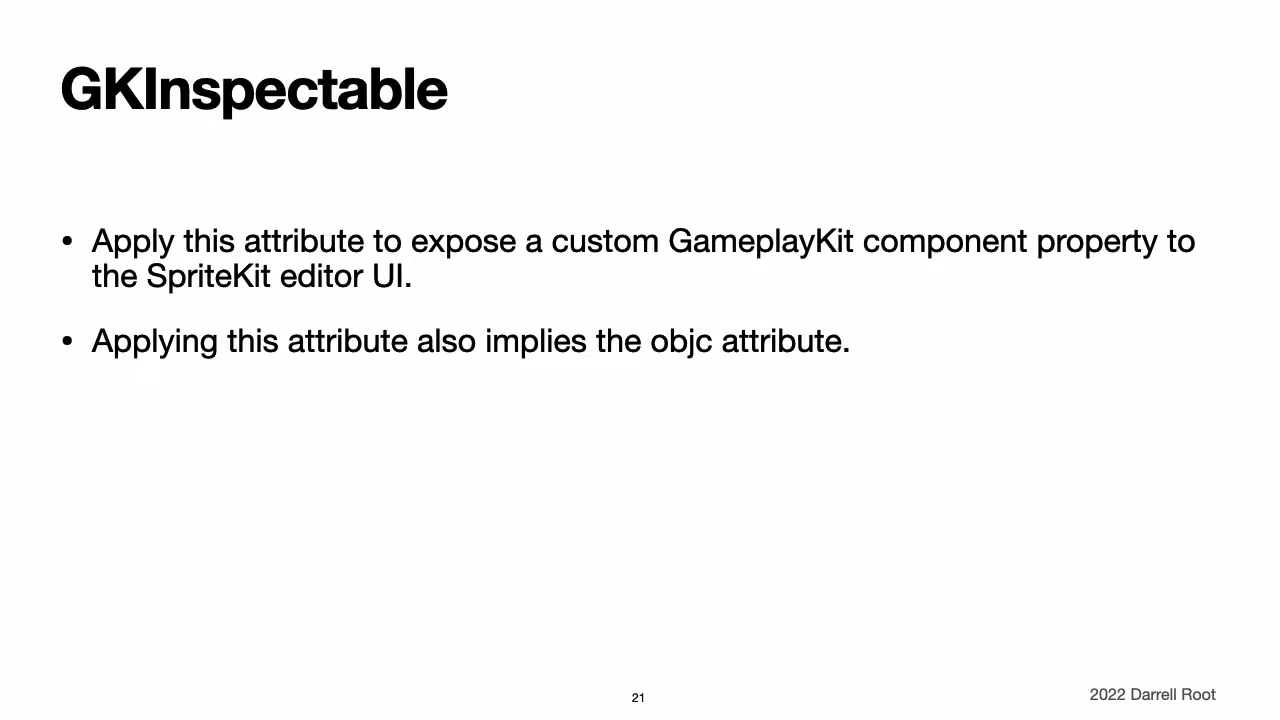 GKInspectable
• Apply this attribute to expose a custom GameplayKit component property to
the SpriteKit editor UI.
• Applying this attribute also implies the objc attribute.
21
2022 Darrell Root